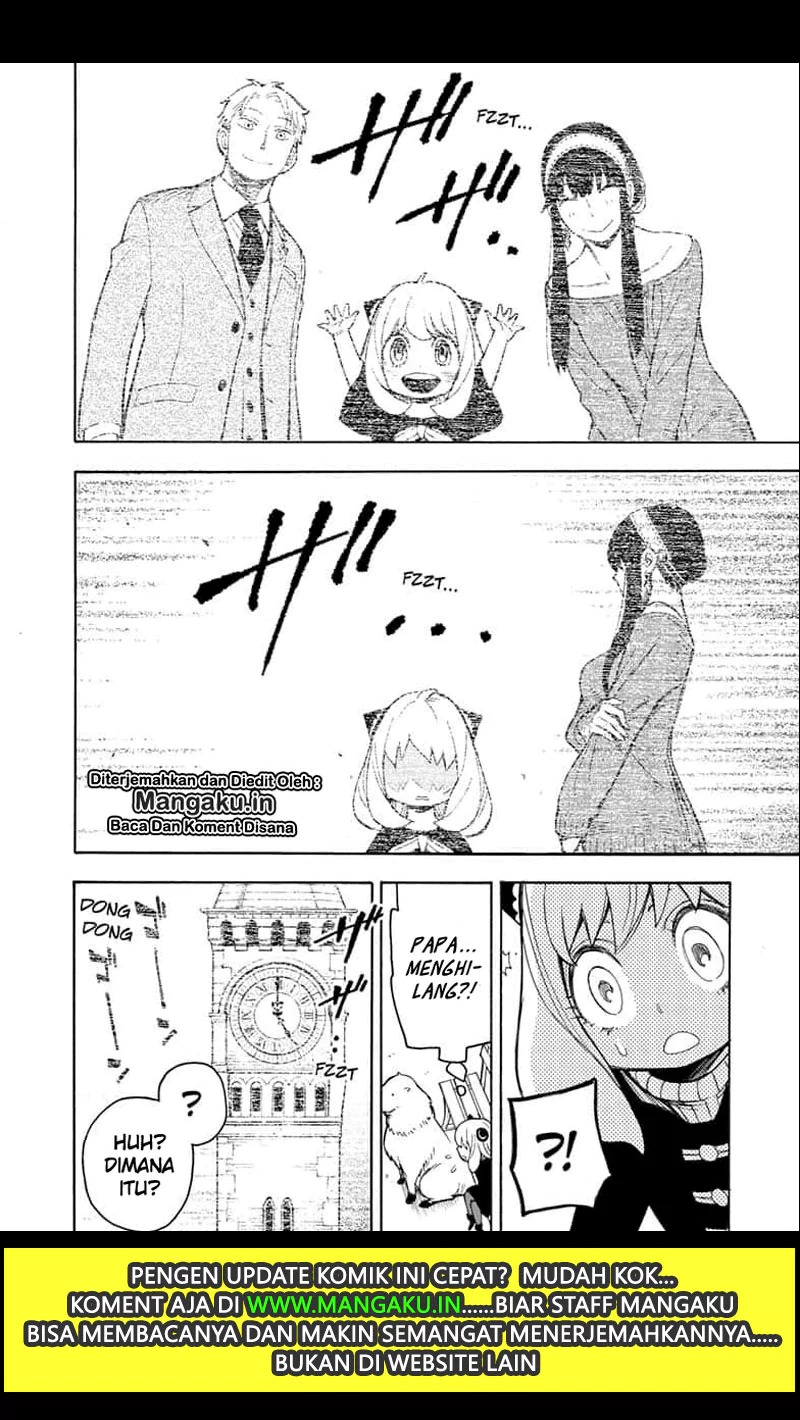 FZZT...
FZZT...
Diterjemahkan dan Diedit Oleh :
Mangaku.in
Baca Dan Koment Disana
DONG
DONG
FZZT
?
HUH?
DIMANA
ITU?
PAPA...
MENGHI-
LANG?!
?!
PENGEN UPDATE KOMIK INI CEPAT? MUDAH KOK...
KOMENT AJA DI WWW.MANGAKU.IN......BIAR STAFF MANGAKU
BISA MEMBACANYA DAN MAKIN SEMANGAT MENERJEMAHKANNYA.....
BUKAN DI WEBSITE LAIN